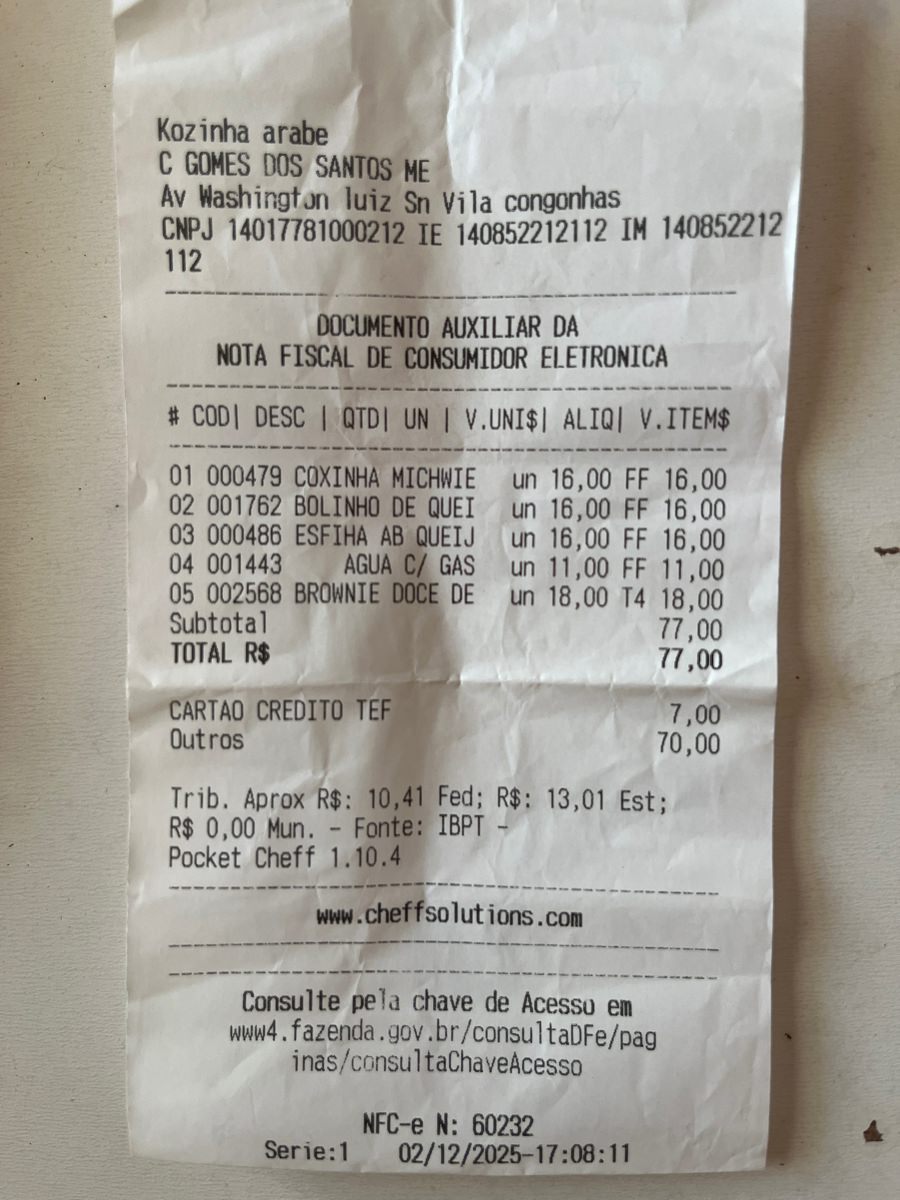 Kozinha arabe
C GOMES DOS SANTOS ME
Av Washington luiz Sn Vila congonhas
CNPJ 14017781000212 IE 140852212112 IM 140852212
112
DOCUMENTO AUXILIAR DA
NOTA FISCAL DE CONSUMIDOR ELETRONICA
# COD| DESC | QTD| UN | V.UNI$| ALIQ| V.ITEM$
01 000479 COXINHA MICHWIE un 16,00 FF 16,00
02 001762 BOLINHO DE QUEI un 16,00 FF 16,00
03 000486 ESFIHA AB QUEIJ un 16,00 FF 16,00
04 001443 AGUA C/ GAS un 11,00 FF 11,00
05 002568 BROWNIE DOCE DE un 18,00 T4 18,00
Subtotal 77,00
TOTAL R$ 77,00
CARTAO CREDITO TEF 7,00
Outros 70,00
Trib. Aprox R$: 10,41 Fed; R$: 13,01 Est;
R$ 0,00 Mun. - Fonte: IBPT -
Pocket Cheff 1.10.4
www.cheffsolutions.com
Consulte pela chave de Acesso em
www4.fazenda.gov.br/consultaDFe/pag
inas/consultaChaveAcesso
NFC-e N: 60232
Serie:1 02/12/2025-17:08:11